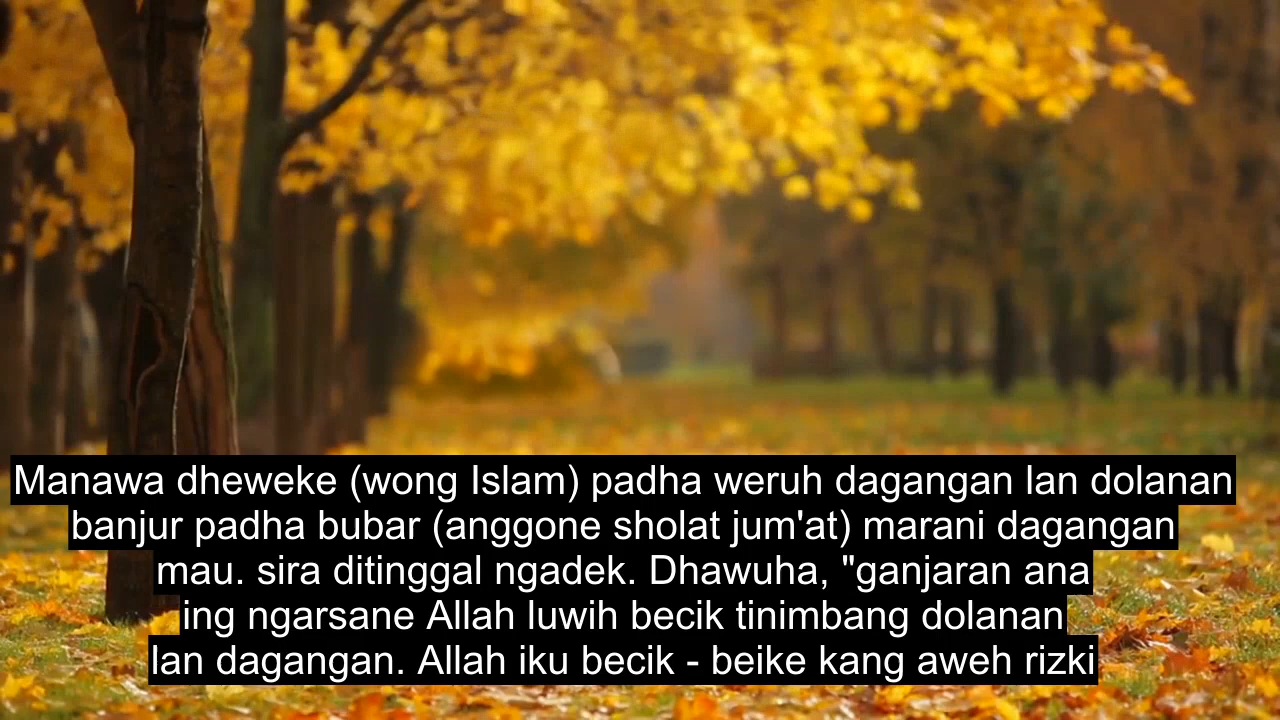 Manawa dheweke (wong Islam) padha weruh dagangan lan dolanan
banjur padha bubar (anggone sholat jum'at) marani dagangan
mau. sira ditinggal ngadek. Dhawuha, "ganjaran ana
ing ngarsane Allah luwih becik tinimbang dolanan
lan dagangan. Allah iku becik - beike kang aweh rizki